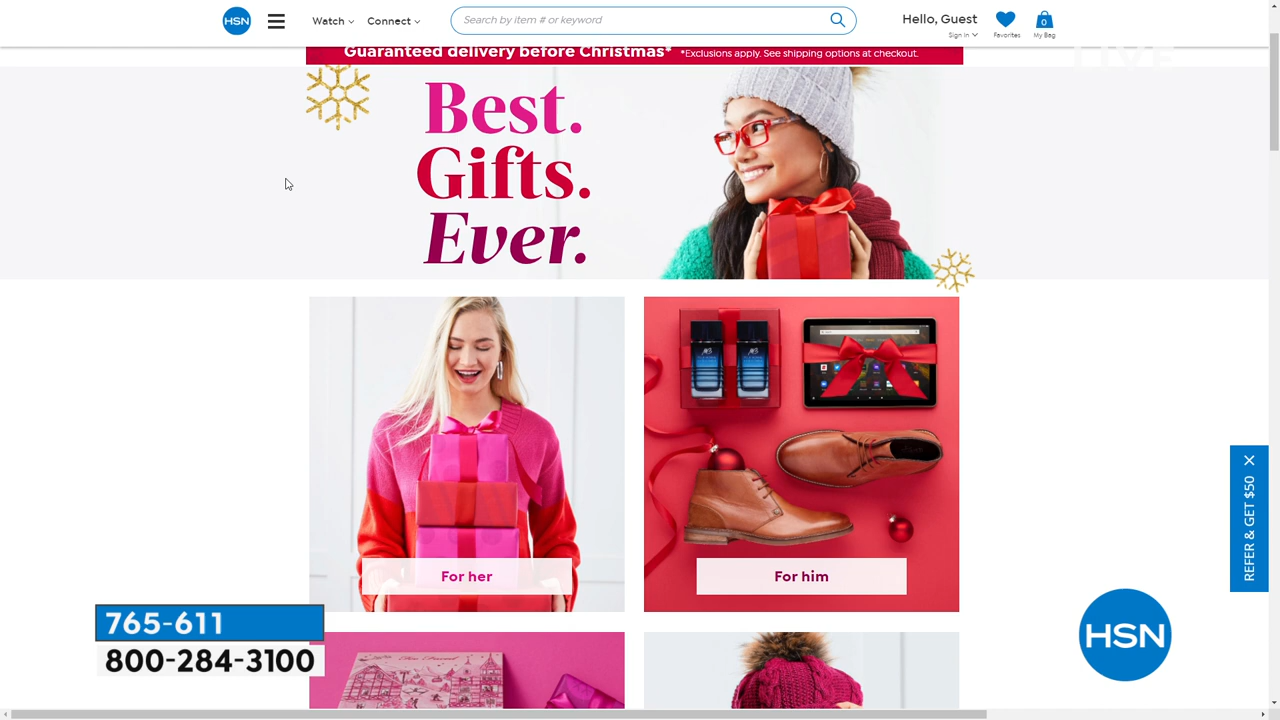 HSN
Watch
Connect
Search by item # or keyword
Hello, Guest
Sign In
Favorites
0
My Bag
LIVE
Guaranteed delivery before Christmas* *Exclusions apply. See shipping options at checkout.
Best.
Gifts.
Ever.
For her
For him
REFER & GET $50
765-611
800-284-3100
HSN